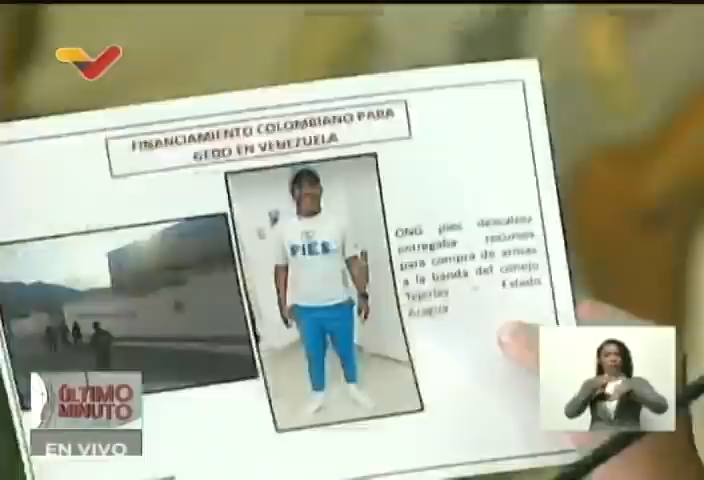 FINANCIAMIENTO COLOMBIANO PARA
GEDO EN VENEZUELA
ONG pies descalzos
entregaba recursos
para compra de armas
a la banda del conejo
Tejerías - Estado
Aragua
PIES
ÚLTIMO
MINUTO
EN VIVO